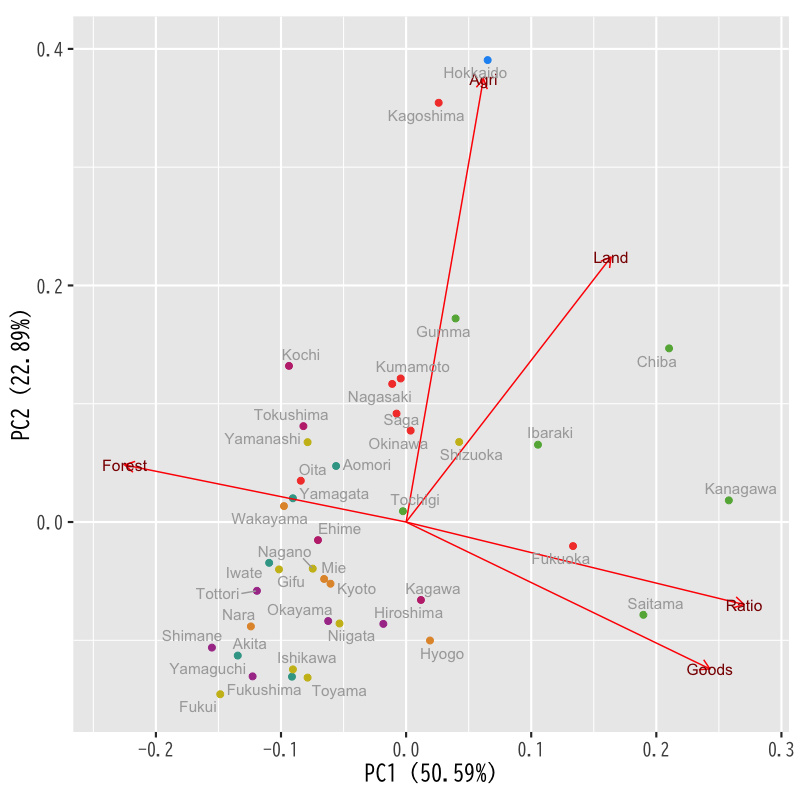 0.4
Hokkaido
Agri
Kagoshima
Land
0.2
Gumma
Kochi
Chiba
Kumamoto
Nagasaki
Tokushima
Saga
Yamanashi
Okinawa
Ibaraki
Shizuoka
PC2 (22.89%)
Forest
Oita
Aomori
Yamagata
Tochigi
Kanagawa
Wakayama
0.0
Ehime
Nagano
Mie
Fukuoka
Iwate
Gifu
Kyoto
Tottori
Kagawa
Saitama
Ratio
Nara
Okayama
Hiroshima
Shimane
Akita
Niigata
Hyogo
Yamaguchi
Ishikawa
Goods
Fukushima
Toyama
Fukui
-0.2
-0.1
0.0
0.1
0.2
0.3
PC1 (50.59%)